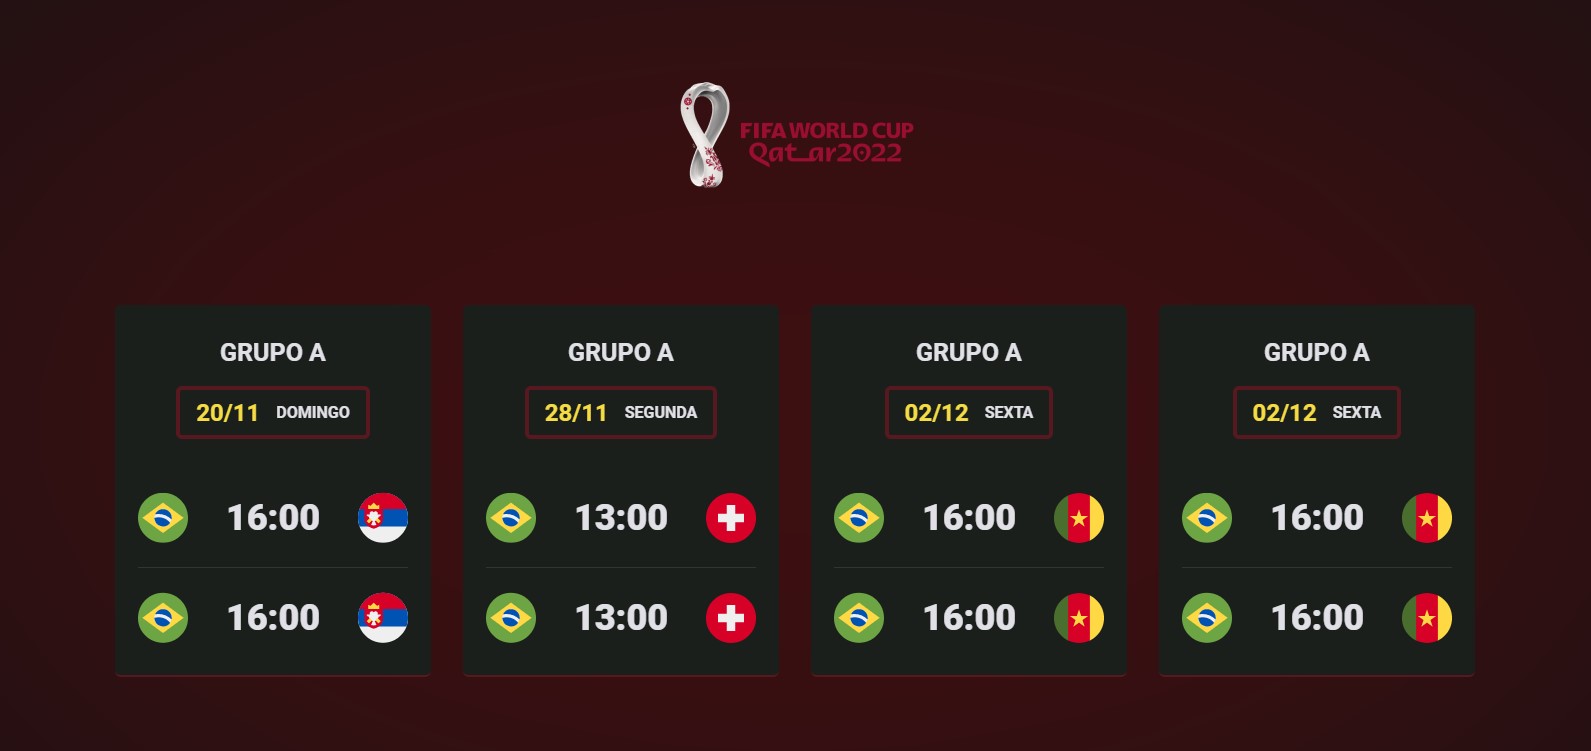 FIFA WORLD CUP
Qatar2022
GRUPO A
20/11 DOMINGO
16:00
16:00
GRUPO A
28/11 SEGUNDA
13:00
13:00
GRUPO A
02/12 SEXTA
16:00
16:00
GRUPO A
02/12 SEXTA
16:00
16:00